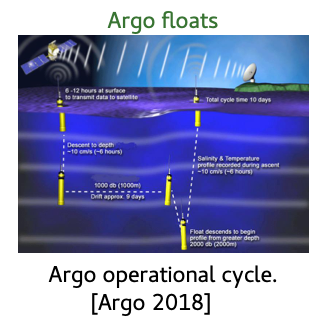 Argo floats
6 -12 hours at surface
to transmit data to satellite
Total cycle time 10 days
Descent to depth
~10 cm/s (~6 hours)
Salinity & Temperature
profile recorded during ascent
~10 cm/s (~6 hours)
1000 db (1000m)
Drift approx. 9 days
Float descends to begin
profile from greater depth
2000 db (2000m)
Argo operational cycle.
[Argo 2018]